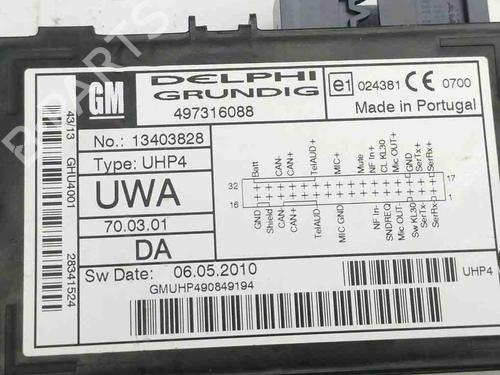 GM
DELPHI
GRUNDIG
497316088
e1 024381 CE 0700
Made in Portugal
No.: 13403828
Type: UHP4
UWA
70.03.01
DA
Sw Date: 06.05.2010
GMUHP490849194
43/13 GHU4001 28341524
Batt CAN- CAN+ TelAUD+ MIC+ Mute NF In+ CL KL30 Mic OUT+ GND SerTx+ SerRx+
32 17
16 1
GND Shield CAN- CAN+ TelAUD- MIC GND NF In- SNDREQ Mic OUT- Sw KL30 SerTx- SerRx-
UHP4
BPARTS